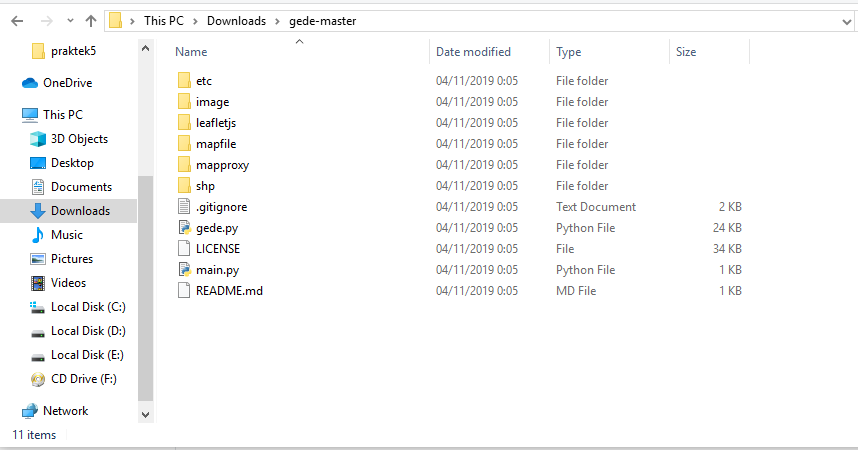 This PC > Downloads > gede-master
praktek5
OneDrive
This PC
3D Objects
Desktop
Documents
Downloads
Music
Pictures
Videos
Local Disk (C:)
Local Disk (D:)
Local Disk (E:)
CD Drive (F:)
Network
Name Date modified Type Size
etc 04/11/2019 0:05 File folder
image 04/11/2019 0:05 File folder
leafletjs 04/11/2019 0:05 File folder
mapfile 04/11/2019 0:05 File folder
mapproxy 04/11/2019 0:05 File folder
shp 04/11/2019 0:05 File folder
.gitignore 04/11/2019 0:05 Text Document 2 KB
gede.py 04/11/2019 0:05 Python File 24 KB
LICENSE 04/11/2019 0:05 File 34 KB
main.py 04/11/2019 0:05 Python File 1 KB
README.md 04/11/2019 0:05 MD File 1 KB
11 items